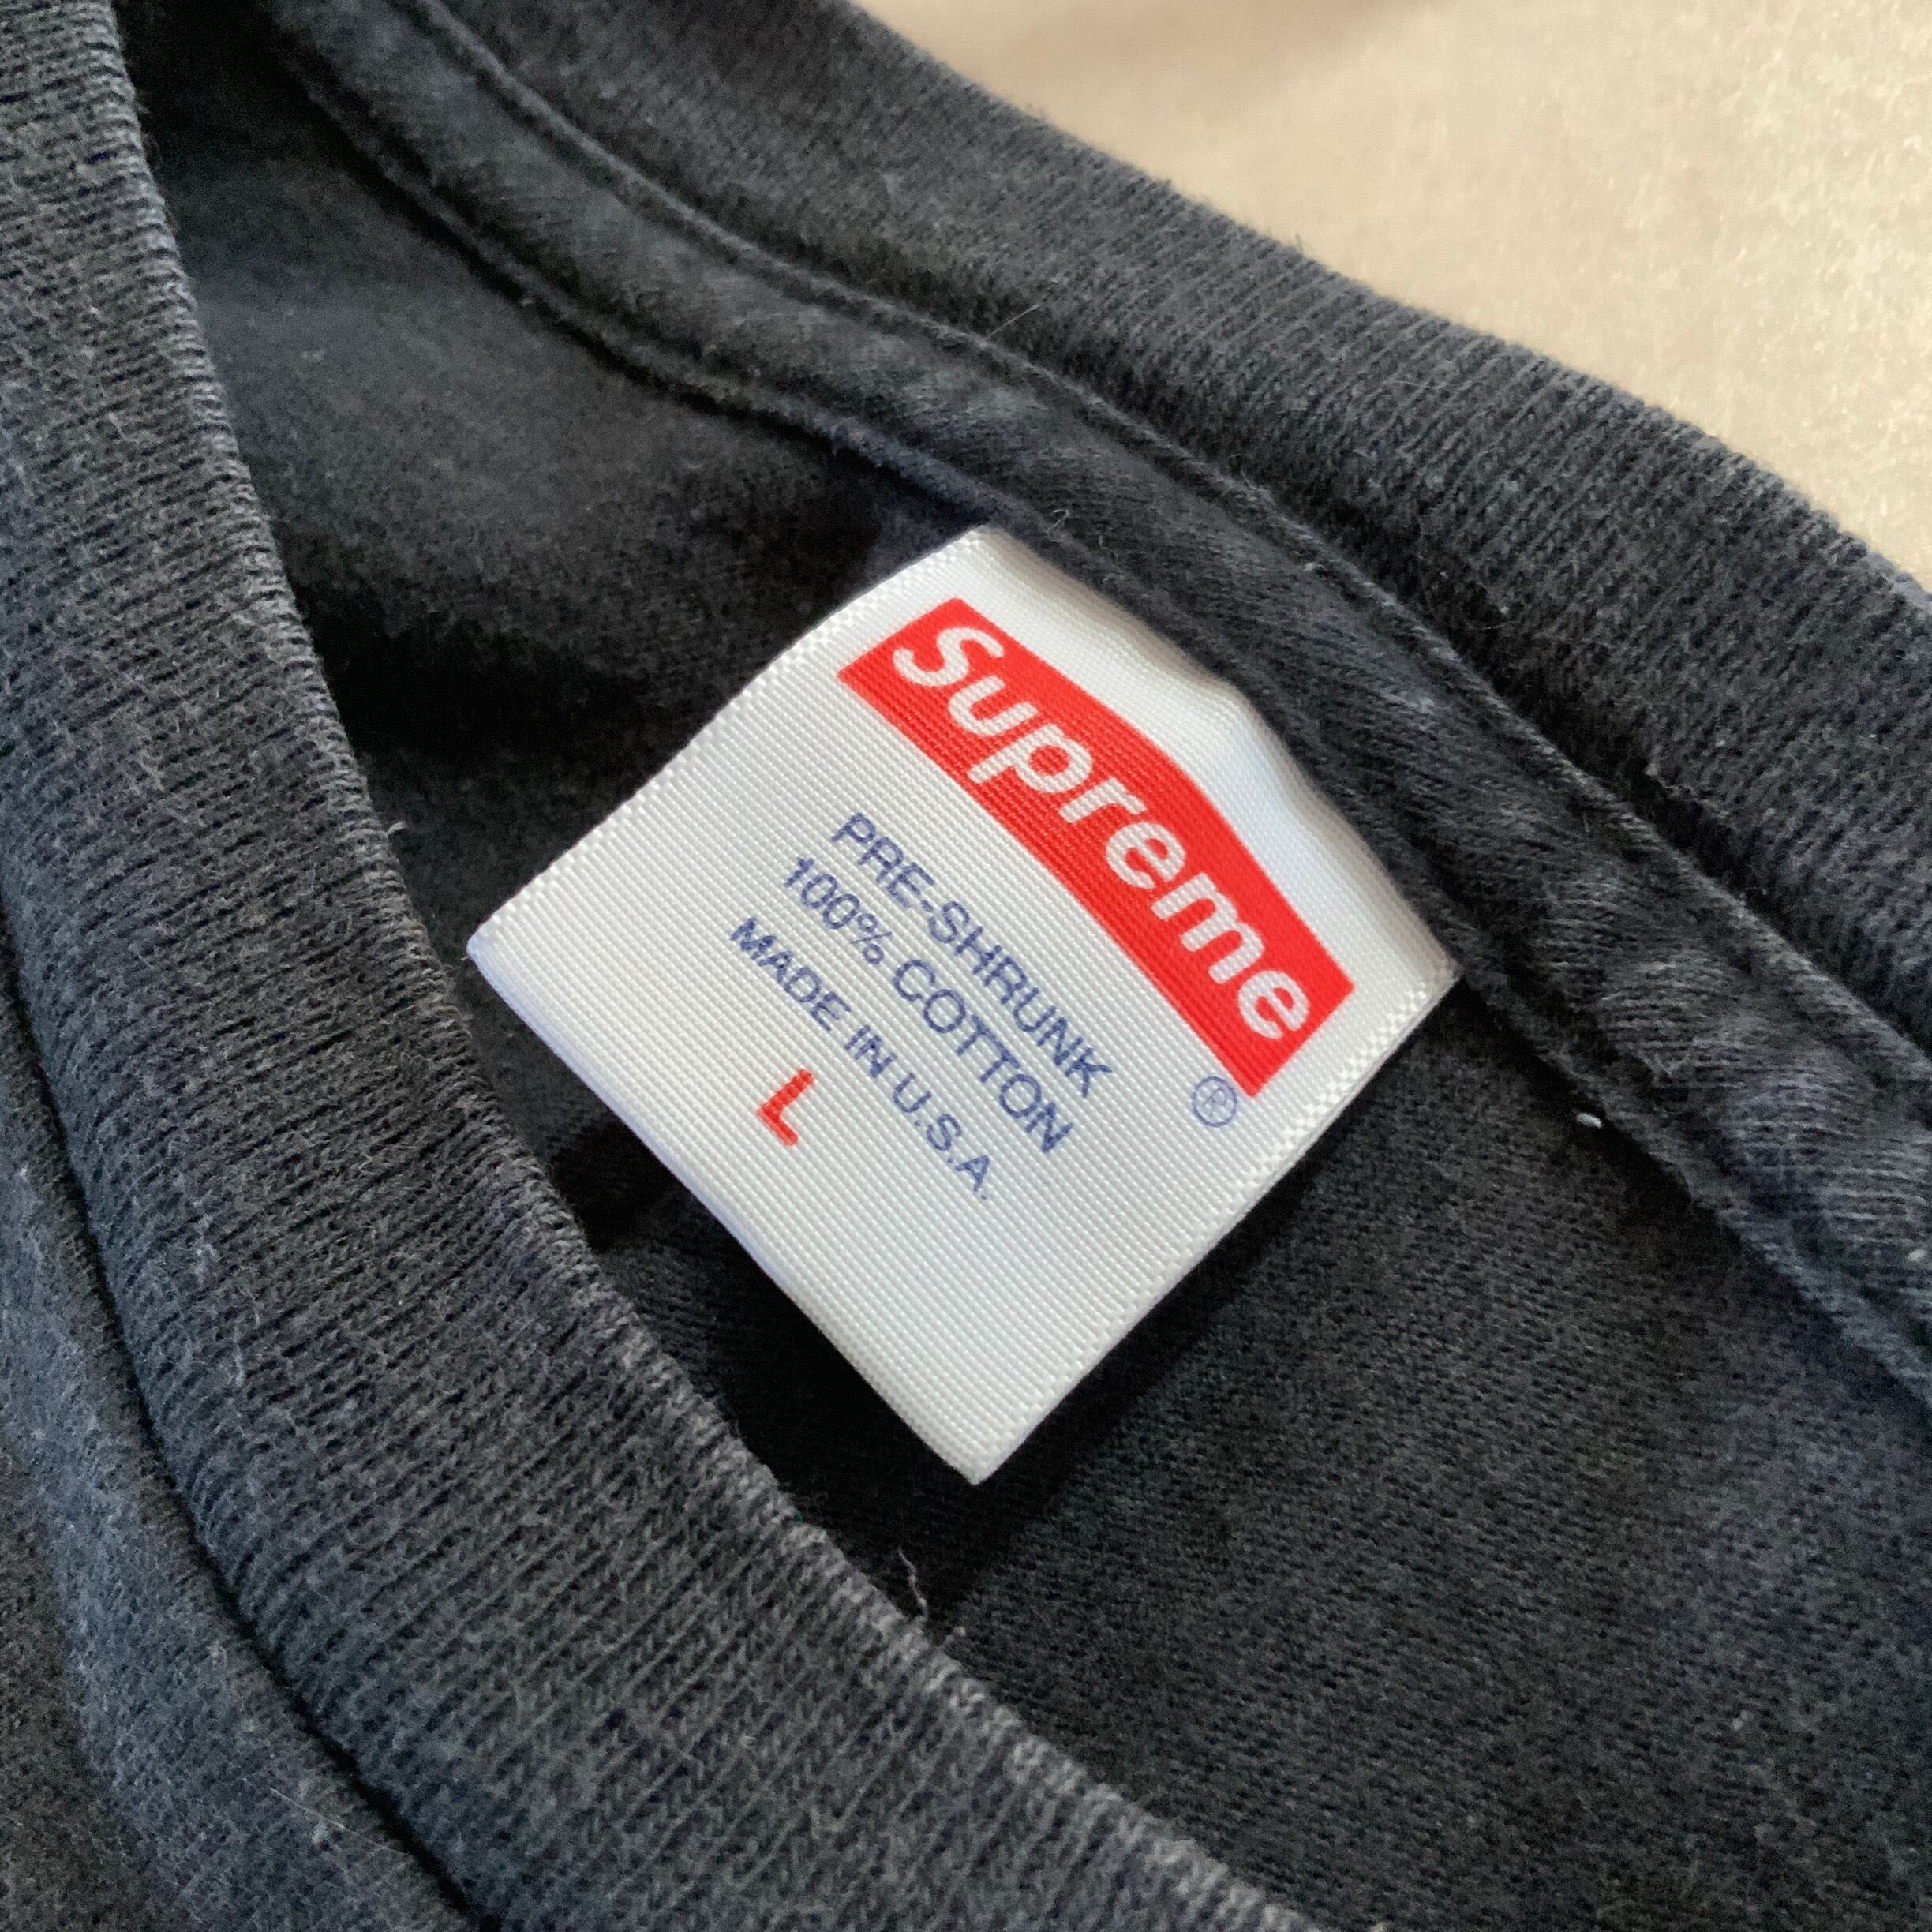 Supreme
®
PRE-SHRUNK
100% COTTON
MADE IN U.S.A.
L